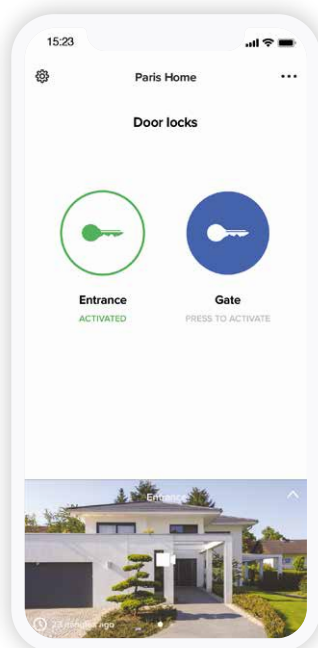 15:23
Paris Home
Door locks
Entrance
ACTIVATED
Gate
PRESS TO ACTIVATE
Entrance
23 minutes ago